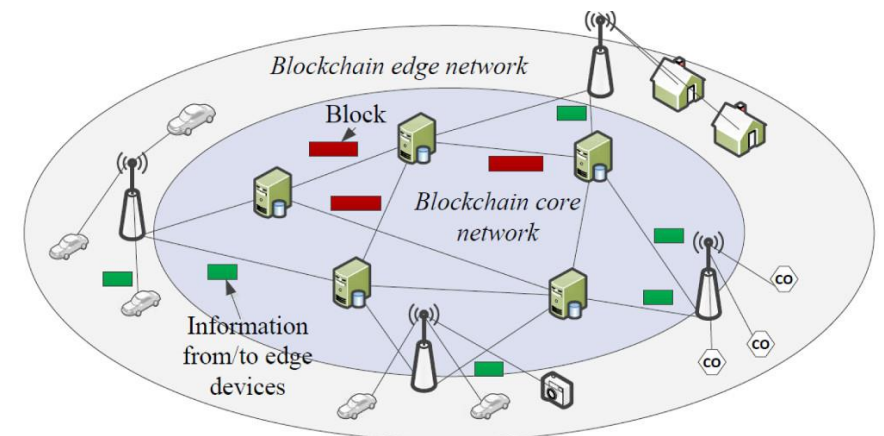 Blockchain edge network
Block
Blockchain core
network
Information
from/to edge
devices
CO
CO
CO